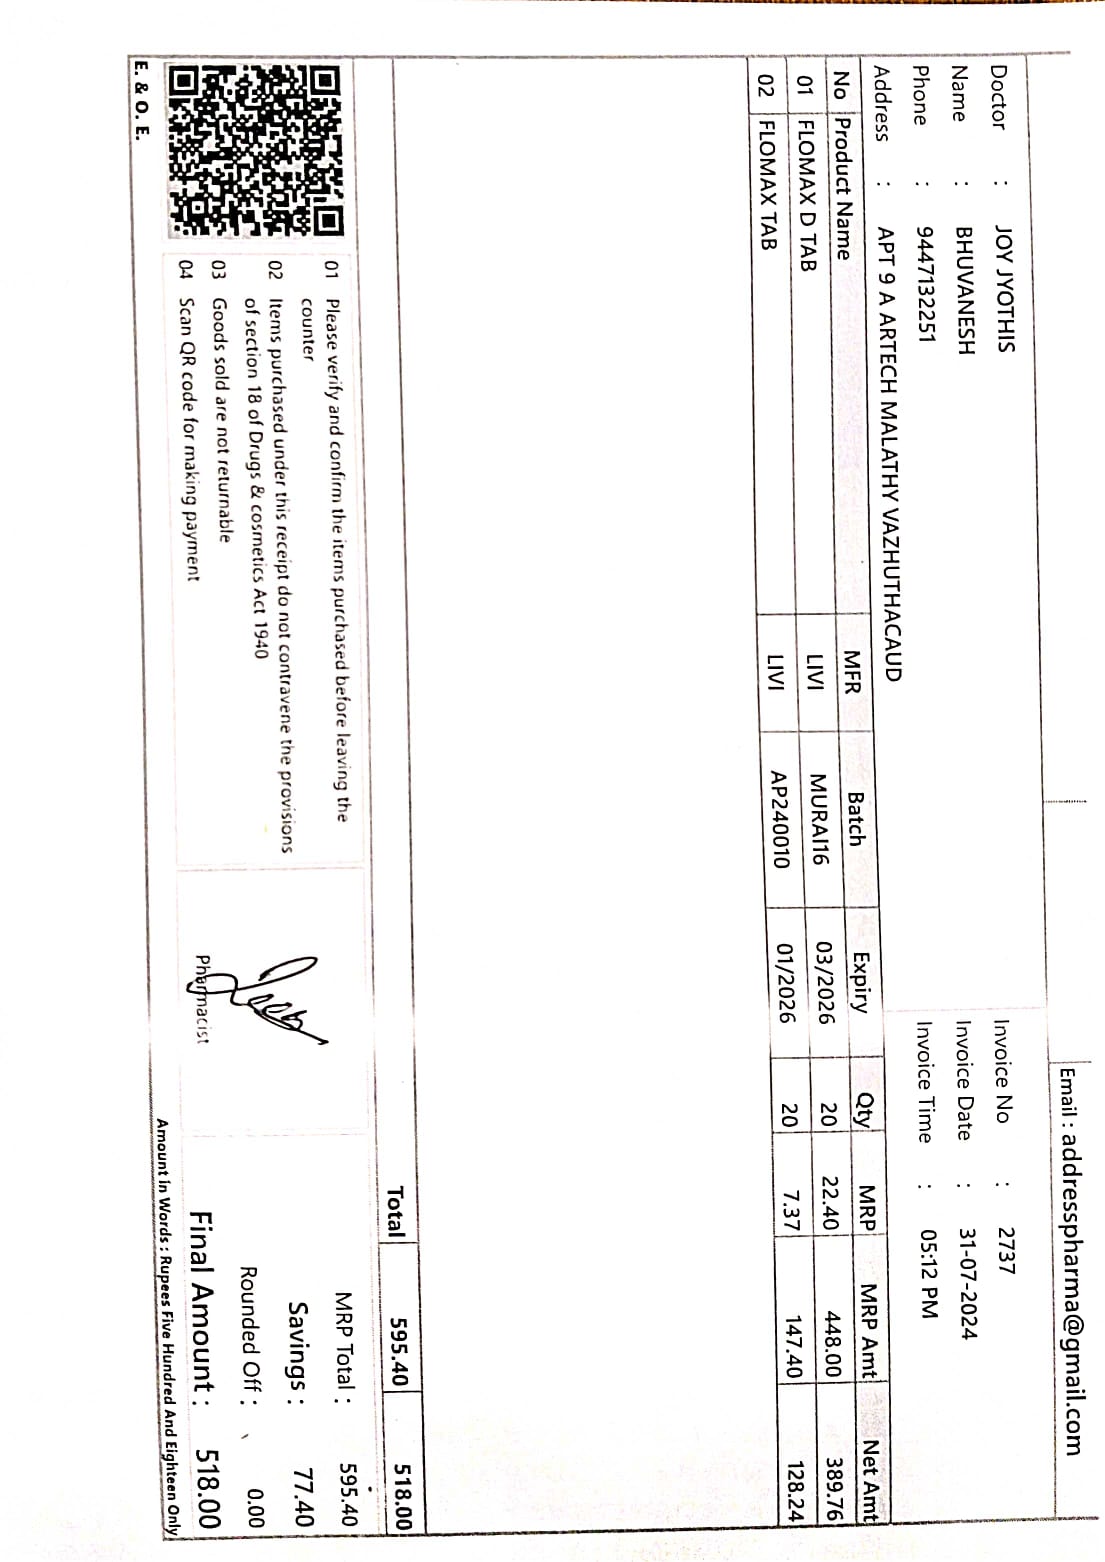 Email : addresspharma@gmail.com
Doctor : JOY JYOTHIS
Name : BHUVANESH
Phone : 9447132251
Address : APT 9 A ARTECH MALATHY VAZHUTHACAUD
Invoice No : 2737
Invoice Date : 31-07-2024
Invoice Time : 05:12 PM
No Product Name MFR Batch Expiry Qty MRP MRP Amt Net Amt
01 FLOMAX D TAB LIVI MURAI16 03/2026 20 22.40 448.00 389.76
02 FLOMAX TAB LIVI AP240010 01/2026 20 7.37 147.40 128.24
Total 595.40 518.00
01 Please verify and confirm the items purchased before leaving the
counter
02 Items purchased under this receipt do not contravene the provisions
of section 18 of Drugs & cosmetics Act 1940
03 Goods sold are not returnable
04 Scan QR code for making payment
Pharmacist
MRP Total : 595.40
Savings : 77.40
Rounded Off : 0.00
Final Amount : 518.00
Amount In Words : Rupees Five Hundred And Eighteen Only
E. & O. E.